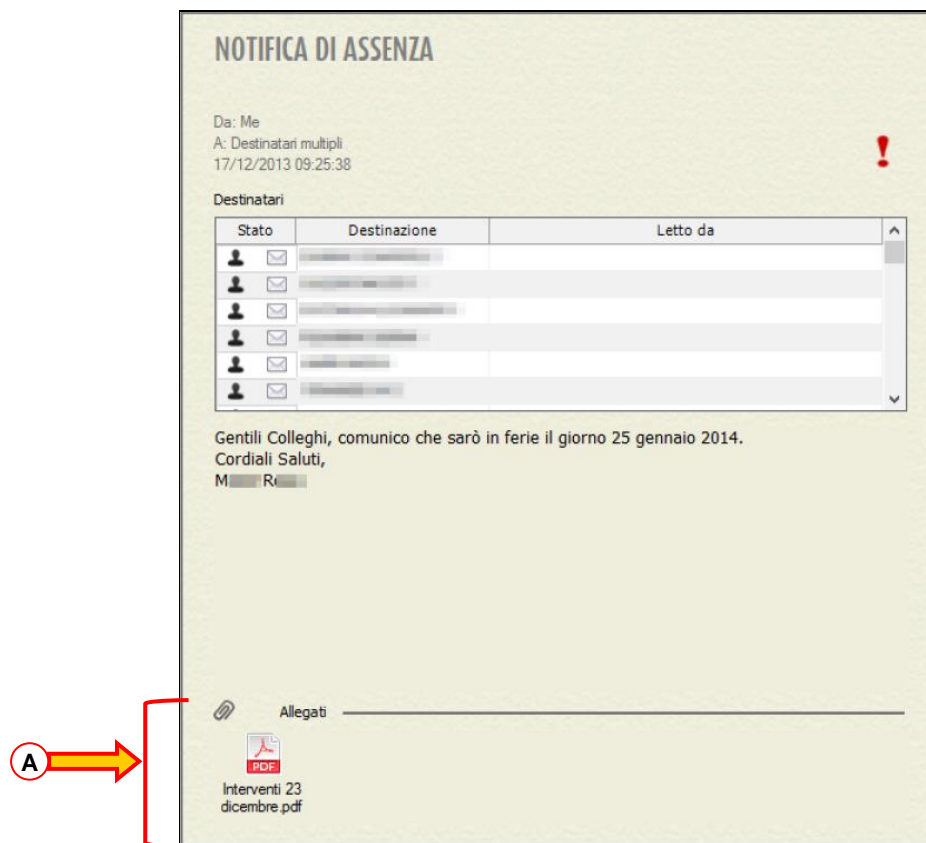 NOTIFICA DI ASSENZA
Da: Me
A: Destinatari multipli
17/12/2013 09:25:38
Destinatari
Stato Destinazione Letto da
Gentili Colleghi, comunico che sarò in ferie il giorno 25 gennaio 2014.
Cordiali Saluti,
Allegati
A
PDF
Interventi 23
dicembre.pdf